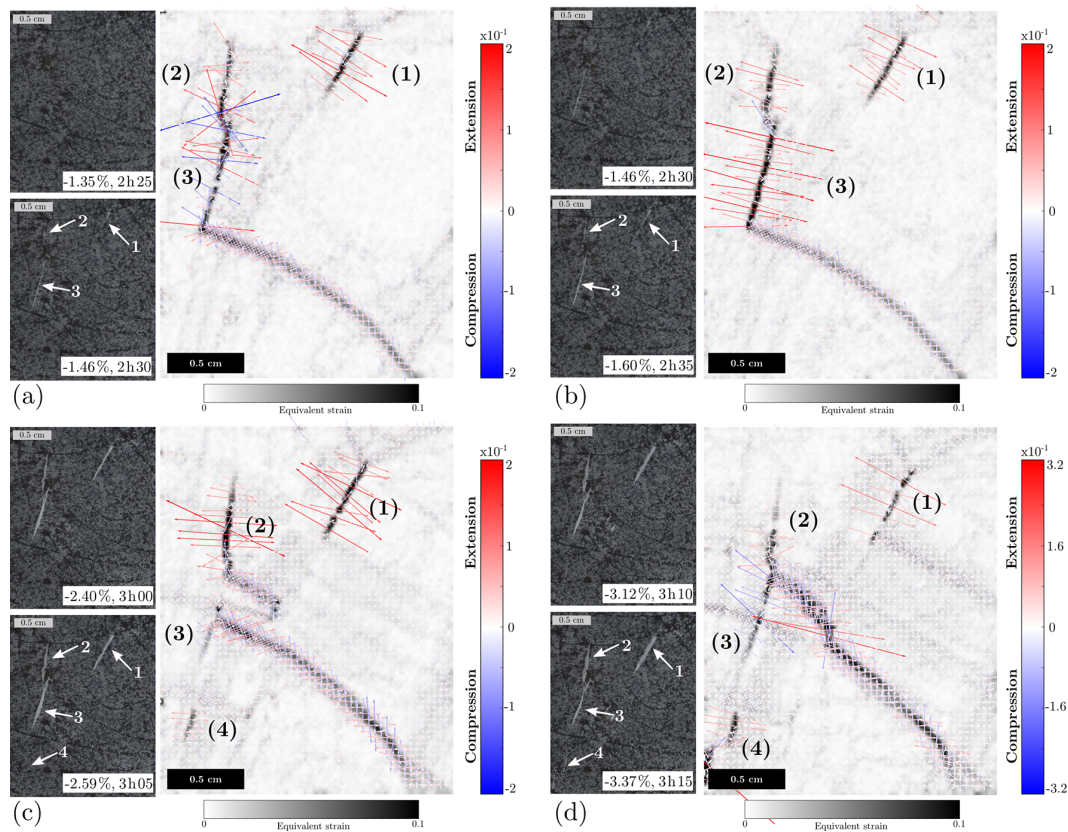 0.5 cm
-1.35%, 2h25
0.5 cm
2
1
3
-1.46%, 2h30
(1)
(2)
(3)
0.5 cm
x10-1
2
1
0
-1
-2
Extension
Compression
0
0.1
Equivalent strain
(a)
0.5 cm
-1.46%, 2h30
0.5 cm
2
1
3
-1.60%, 2h35
(1)
(2)
(3)
0.5 cm
x10-1
2
1
0
-1
-2
Extension
Compression
0
0.1
Equivalent strain
(b)
0.5 cm
-2.40%, 3h00
0.5 cm
2
1
3
4
-2.59%, 3h05
(1)
(2)
(3)
(4)
0.5 cm
x10-1
2
1
0
-1
-2
Extension
Compression
0
0.1
Equivalent strain
(c)
0.5 cm
-3.12%, 3h10
0.5 cm
2
1
3
4
-3.37%, 3h15
(1)
(2)
(3)
(4)
0.5 cm
x10-1
3.2
1.6
0
-1.6
-3.2
Extension
Compression
0
0.1
Equivalent strain
(d)